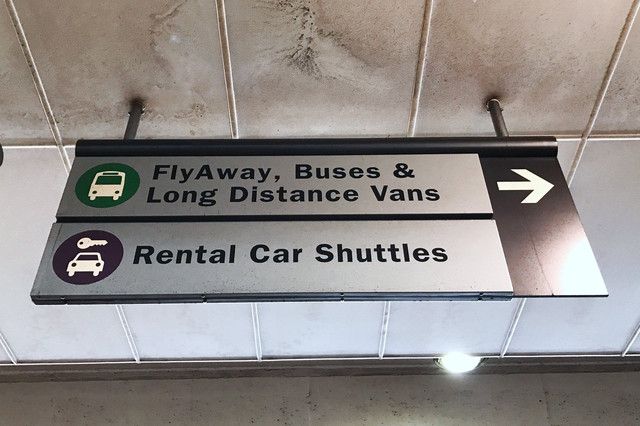 FlyAway, Buses &
Long Distance Vans
Rental Car Shuttles